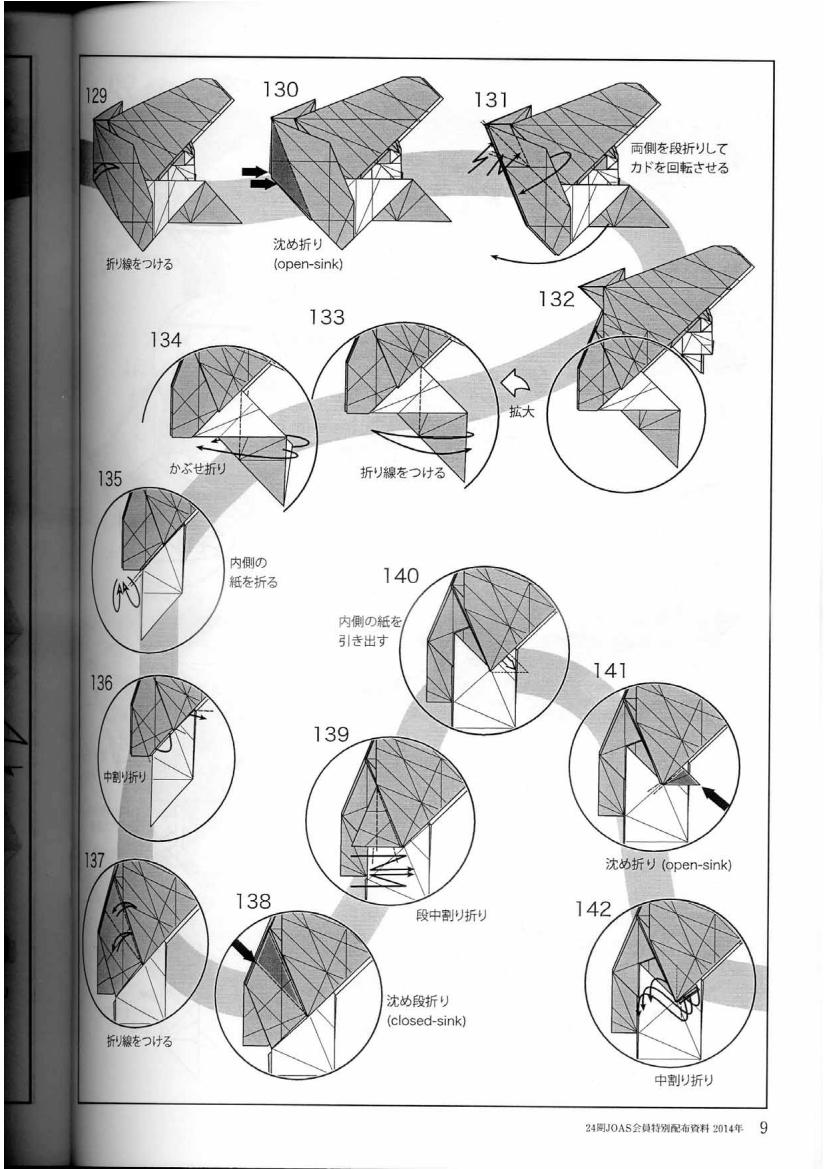 129
折り線をつける
130
沈め折り
(open-sink)
131
両側を段折りして
カドを回転させる
132
拡大
133
折り線をつける
134
かぶせ折り
135
内側の
紙を折る
136
中割り折り
137
折り線をつける
138
沈め段折り
(closed-sink)
139
段中割り折り
140
内側の紙を
引き出す
141
沈め折り (open-sink)
142
中割り折り
24期JOAS会員特別配布資料 2014年 9